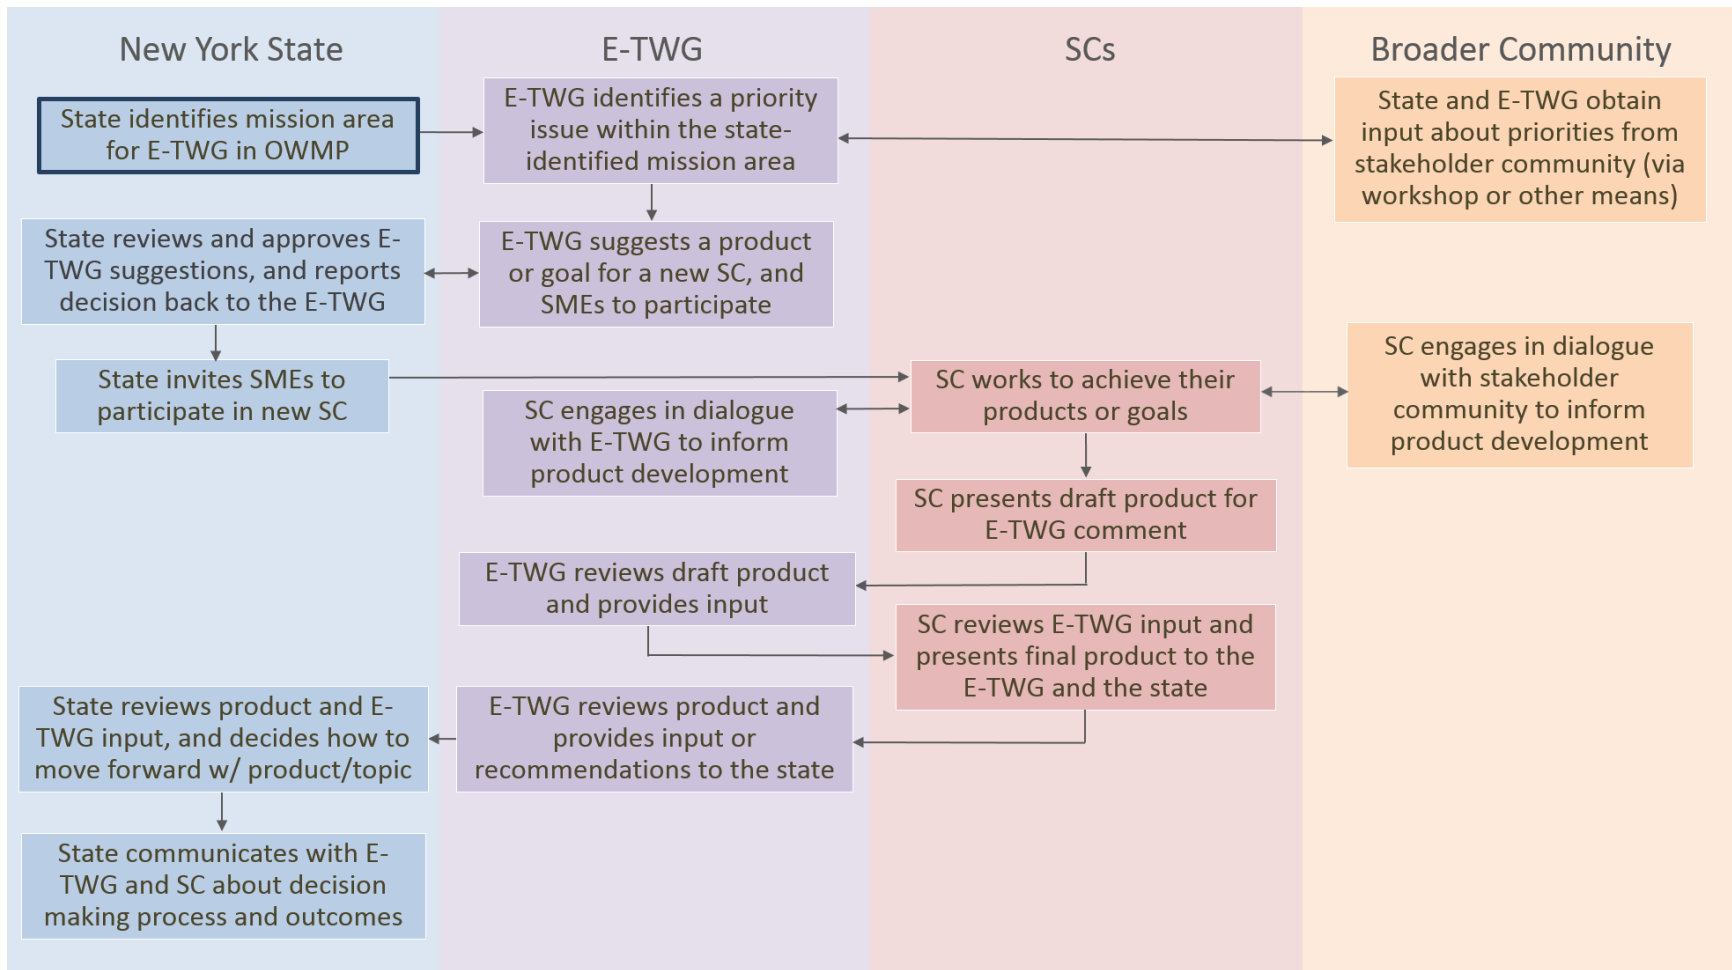 New York State
E-TWG
SCs
Broader Community
State identifies mission area
for E-TWG in OWMP
E-TWG identifies a priority
issue within the state-
identified mission area
State and E-TWG obtain
input about priorities from
stakeholder community (via
workshop or other means)
State reviews and approves E-
TWG suggestions, and reports
decision back to the E-TWG
E-TWG suggests a product
or goal for a new SC, and
SMEs to participate
State invites SMEs to
participate in new SC
SC engages in dialogue
with E-TWG to inform
product development
SC works to achieve their
products or goals
SC engages in dialogue
with stakeholder
community to inform
product development
SC presents draft product for
E-TWG comment
E-TWG reviews draft product
and provides input
SC reviews E-TWG input and
presents final product to the
E-TWG and the state
State reviews product and E-
TWG input, and decides how to
move forward w/ product/topic
E-TWG reviews product and
provides input or
recommendations to the state
State communicates with E-
TWG and SC about decision
making process and outcomes